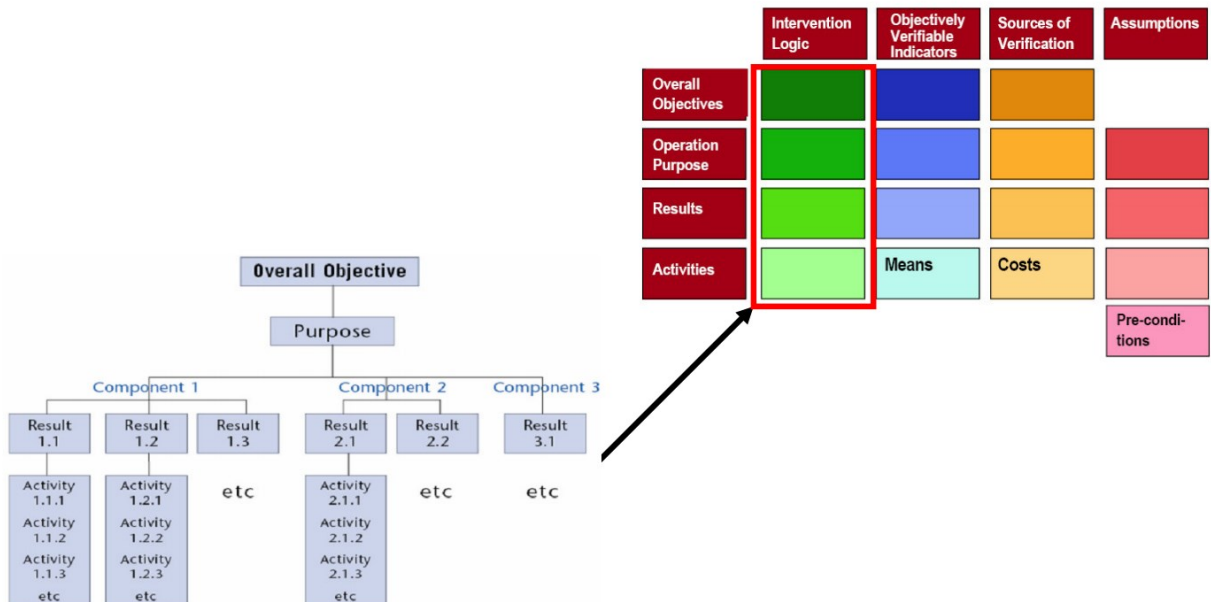 Intervention
Logic
Objectively
Verifiable
Indicators
Sources of
Verification
Assumptions
Overall
Objectives
Operation
Purpose
Results
Activities
Means
Costs
Pre-condi-
tions
Overall Objective
Purpose
Component 1
Component 2
Component 3
Result
1.1
Result
1.2
Result
1.3
Result
2.1
Result
2.2
Result
3.1
Activity
1.1.1
Activity
1.1.2
Activity
1.1.3
etc
Activity
1.2.1
Activity
1.2.2
Activity
1.2.3
etc
etc
Activity
2.1.1
Activity
2.1.2
Activity
2.1.3
etc
etc
etc